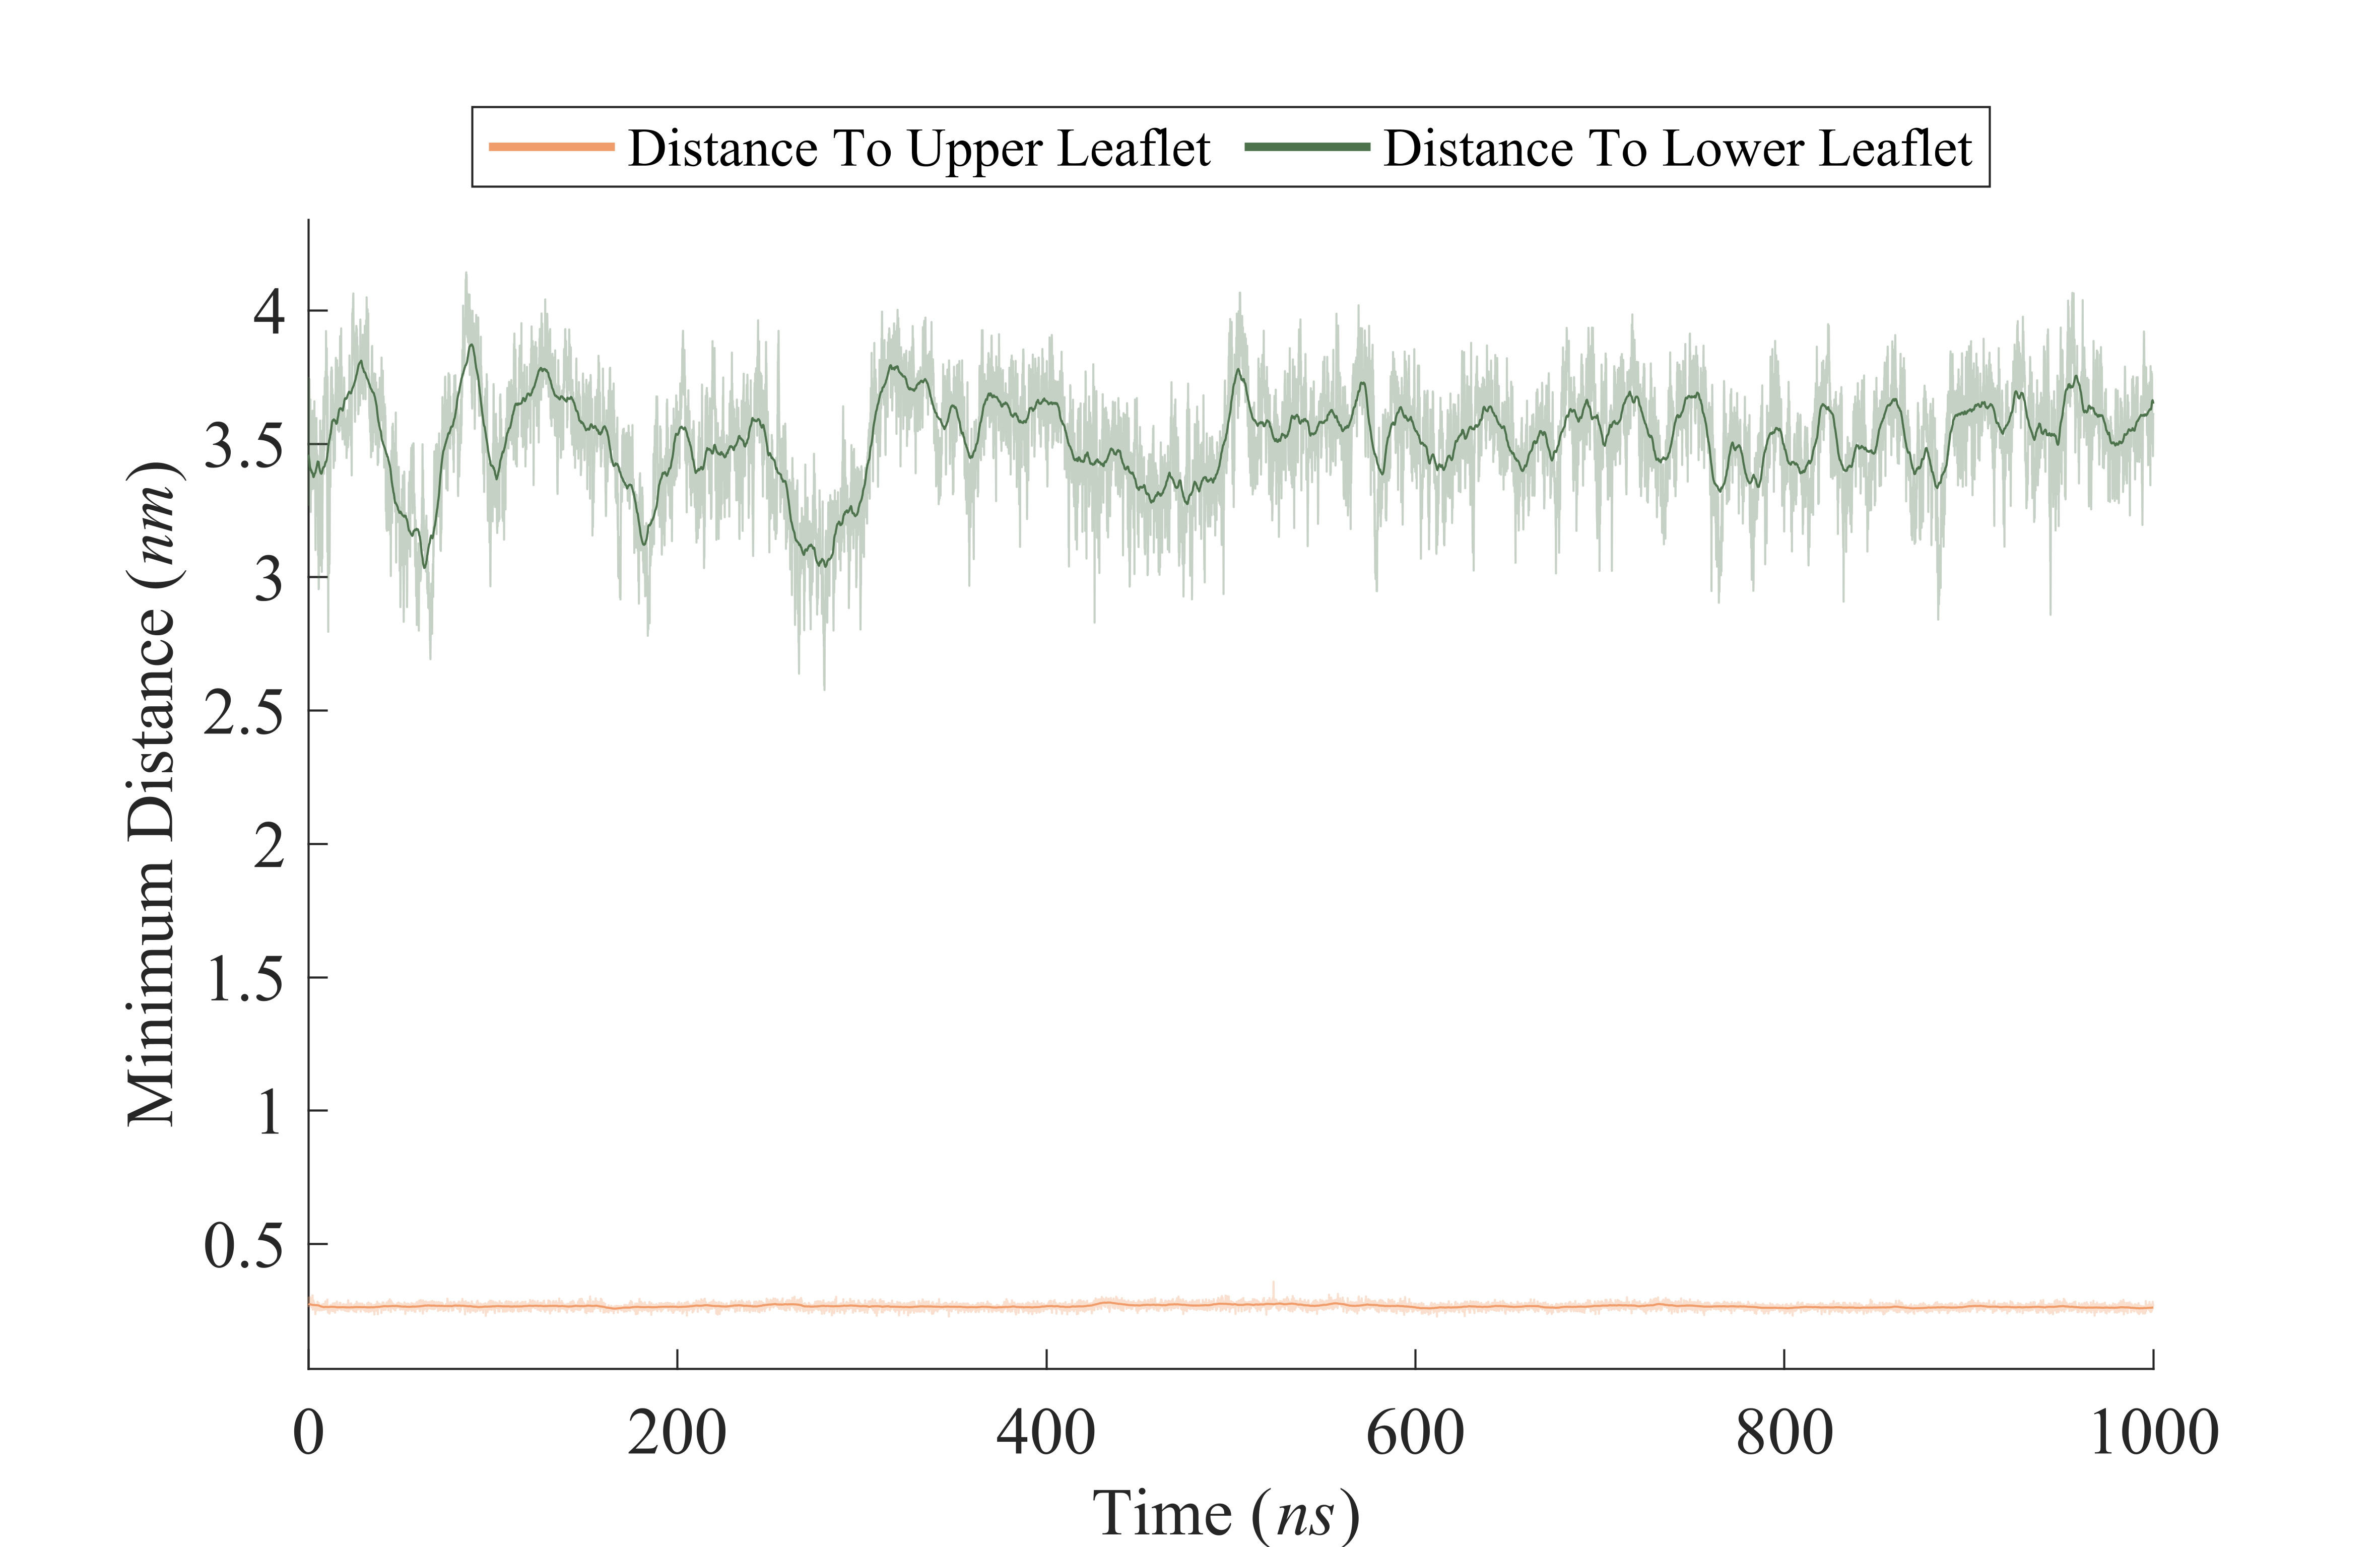 Distance To Upper Leaflet Distance To Lower Leaflet
Minimum Distance (nm)
4
3.5
3
2.5
2
1.5
1
0.5
0 200 400 600 800 1000
Time (ns)